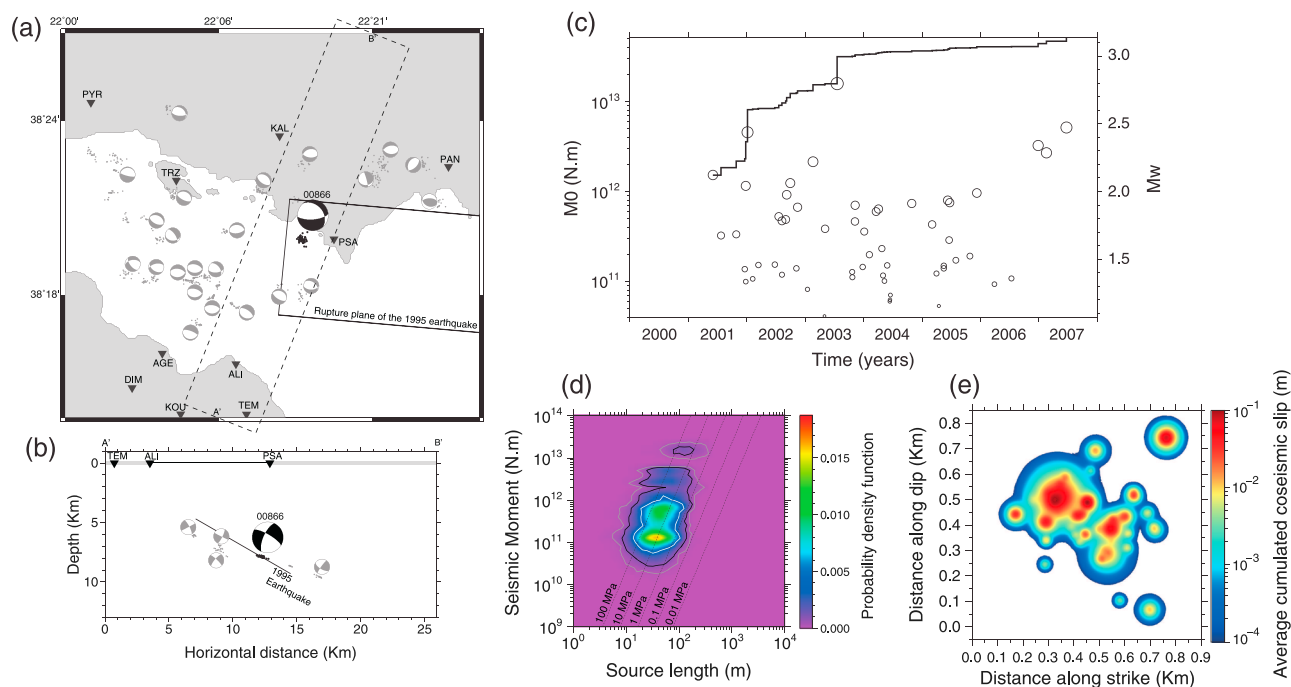 (a)
22˚00' 22˚06' 22˚21'
B'
PYR
38˚24'
KAL
PAN
TRZ
00866
PSA
38˚18'
Rupture plane of the 1995 earthquake
AGE
ALI
DIM
KOU
A'
TEM
(b)
A' B'
TEM ALI PSA
0
5
10
Depth (Km)
00866
1995
Earthquake
0 5 10 15 20 25
Horizontal distance (Km)
(c)
10^13
10^12
10^11
M0 (N.m)
3.0
2.5
2.0
1.5
Mw
2000 2001 2002 2003 2004 2005 2006 2007
Time (years)
(d)
10^14
10^13
10^12
10^11
10^10
10^9
Seismic Moment (N.m)
100 MPa
10 MPa
1 MPa
0.1 MPa
0.01 MPa
10^0 10^1 10^2 10^3 10^4
Source length (m)
0.015
0.010
0.005
0.000
Probability density function
(e)
0.8
0.7
0.6
0.5
0.4
0.3
0.2
0.1
0.0
Distance along dip (Km)
0.0 0.1 0.2 0.3 0.4 0.5 0.6 0.7 0.8 0.9
Distance along strike (Km)
10^-1
10^-2
10^-3
10^-4
Average cumulated coseismic slip (m)